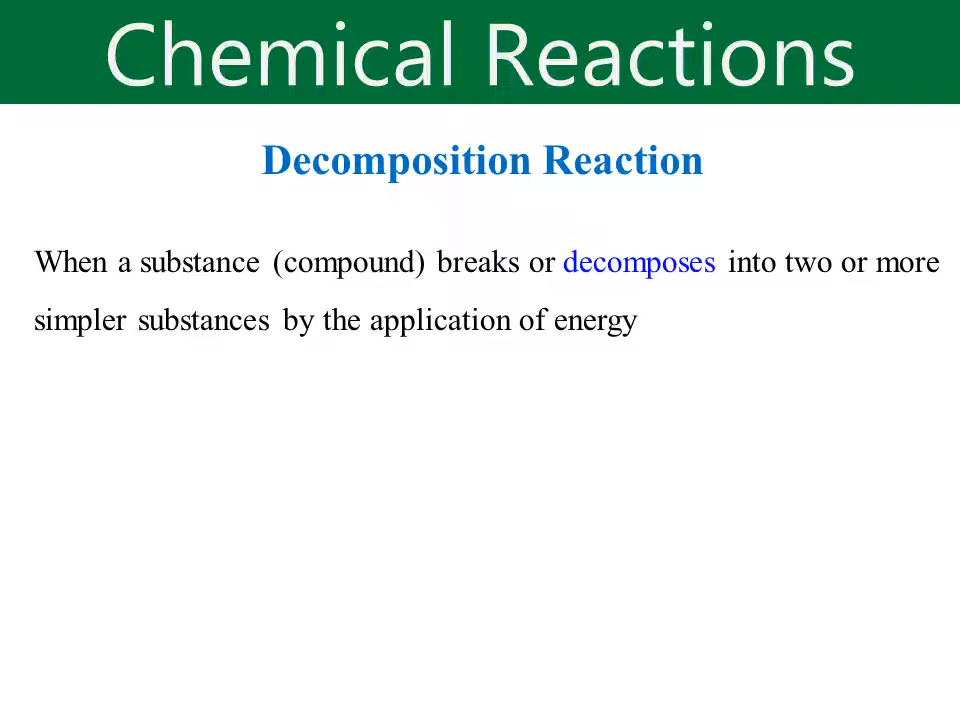 Chemical Reactions
Decomposition Reaction
When a substance (compound) breaks or decomposes into two or more
simpler substances by the application of energy